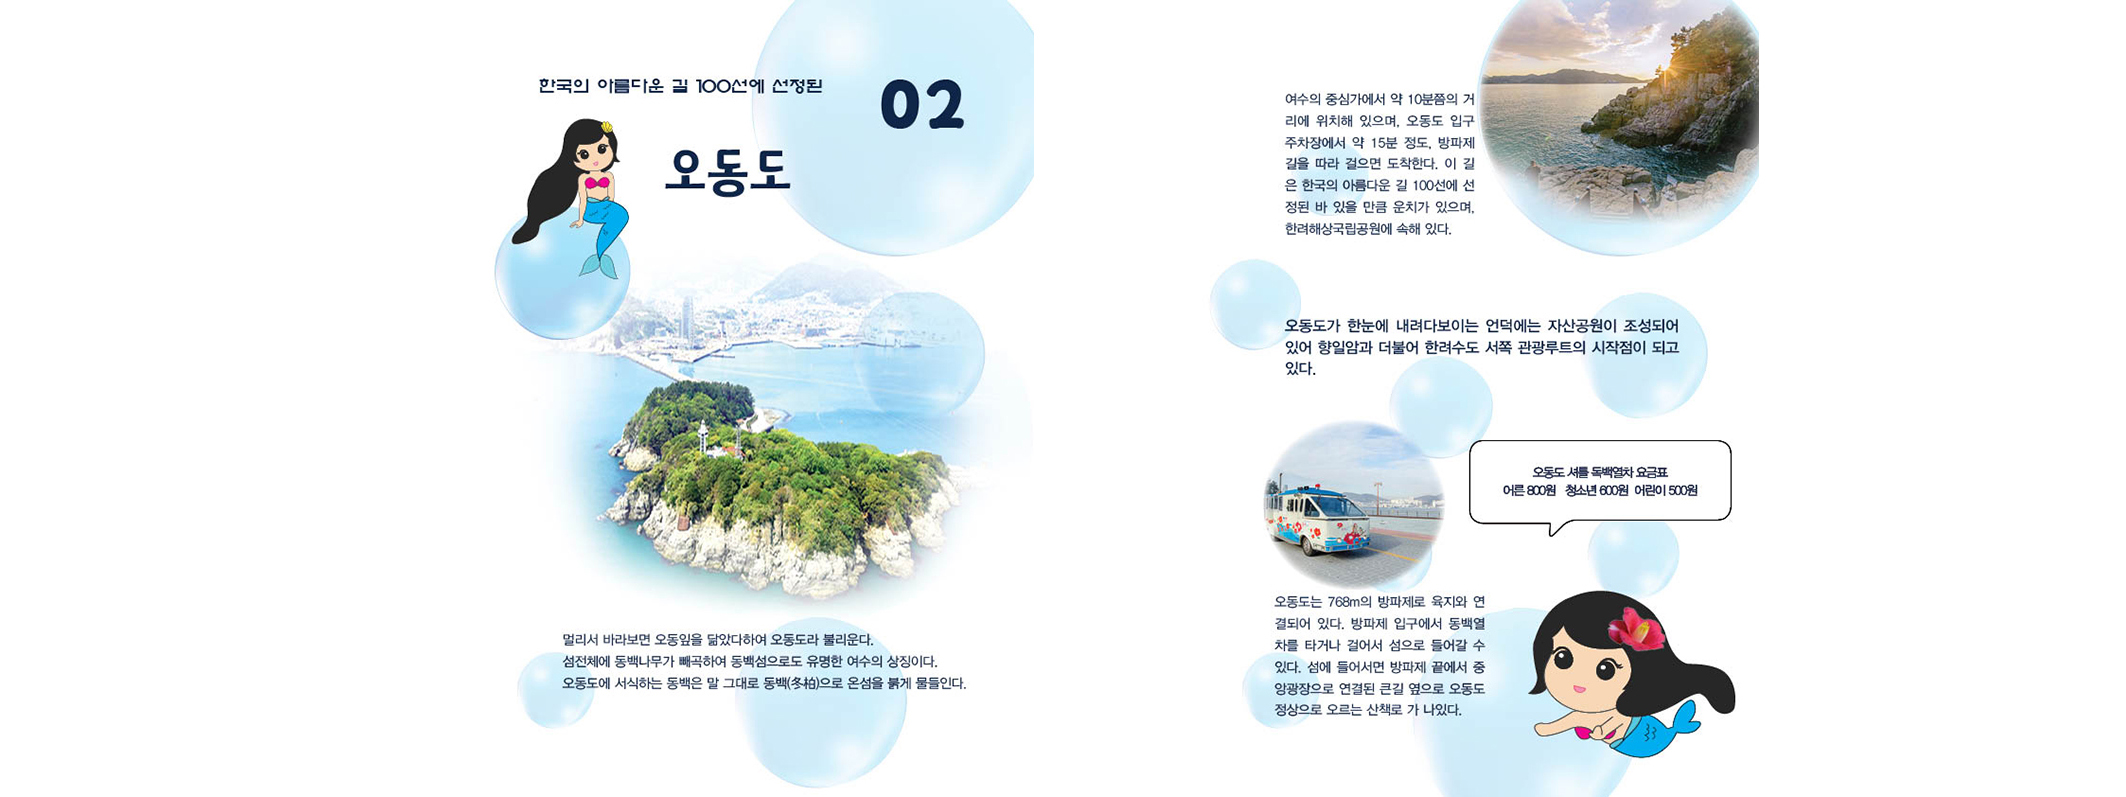 한국의 아름다운 길 100선에 선정된
02
오동도
멀리서 바라보면 오동잎을 닮았다하여 오동도라 불리운다.
섬전체에 동백나무가 빼곡하여 동백섬으로도 유명한 여수의 상징이다.
오동도에 서식하는 동백은 말 그대로 동백(冬柏)으로 온섬을 붉게 물들인다.
여수의 중심가에서 약 10분쯤의 거
리에 위치해 있으며, 오동도 입구
주차장에서 약 15분 정도, 방파제
길을 따라 걸으면 도착한다. 이 길
은 한국의 아름다운 길 100선에 선
정된 바 있을 만큼 운치가 있으며,
한려해상국립공원에 속해 있다.
오동도가 한눈에 내려다보이는 언덕에는 자산공원이 조성되어
있어 향일암과 더불어 한려수도 서쪽 관광루트의 시작점이 되고
있다.
오동도 셔틀 독백열차 요금표
어른 800원 청소년 600원 어린이 500원
오동도는 768m의 방파제로 육지와 연
결되어 있다. 방파제 입구에서 동백열
차를 타거나 걸어서 섬으로 들어갈 수
있다. 섬에 들어서면 방파제 끝에서 중
앙광장으로 연결된 큰길 옆으로 오동도
정상으로 오르는 산책로 가 나있다.